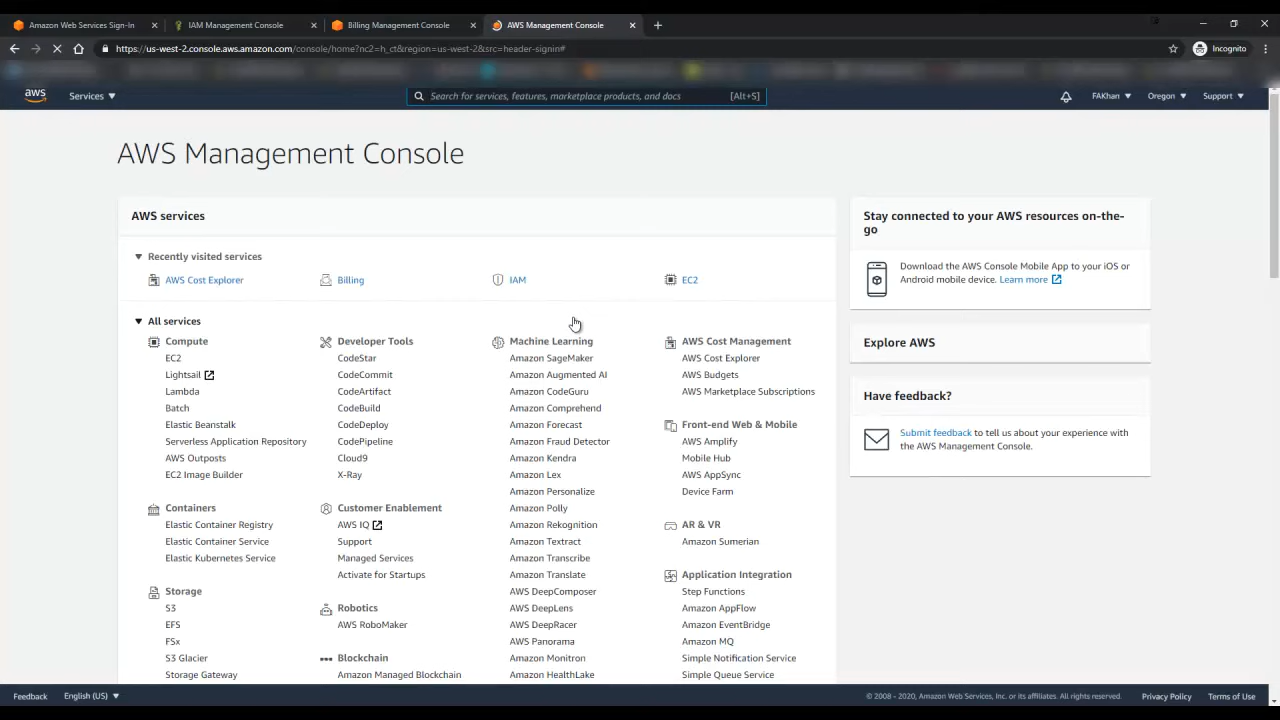 Amazon Web Services Sign-In
IAM Management Console
Billing Management Console
AWS Management Console
https://us-west-2.console.aws.amazon.com/console/home?nc2=h_ct&region=us-west-2&src=header-signin#
Incognito
aws
Services
Search for services, features, marketplace products, and docs
[Alt+S]
FAKhan
Oregon
Support
AWS Management Console
AWS services
Recently visited services
AWS Cost Explorer
Billing
IAM
EC2
All services
Compute
EC2
Lightsail
Lambda
Batch
Elastic Beanstalk
Serverless Application Repository
AWS Outposts
EC2 Image Builder
Containers
Elastic Container Registry
Elastic Container Service
Elastic Kubernetes Service
Storage
S3
EFS
FSx
S3 Glacier
Storage Gateway
Developer Tools
CodeStar
CodeCommit
CodeArtifact
CodeBuild
CodeDeploy
CodePipeline
Cloud9
X-Ray
Customer Enablement
AWS IQ
Support
Managed Services
Activate for Startups
Robotics
AWS RoboMaker
Blockchain
Amazon Managed Blockchain
Machine Learning
Amazon SageMaker
Amazon Augmented AI
Amazon CodeGuru
Amazon Comprehend
Amazon Forecast
Amazon Fraud Detector
Amazon Kendra
Amazon Lex
Amazon Personalize
Amazon Polly
Amazon Rekognition
Amazon Textract
Amazon Transcribe
Amazon Translate
AWS DeepComposer
AWS DeepLens
AWS DeepRacer
AWS Panorama
Amazon Monitron
Amazon HealthLake
AWS Cost Management
AWS Cost Explorer
AWS Budgets
AWS Marketplace Subscriptions
Front-end Web & Mobile
AWS Amplify
Mobile Hub
AWS AppSync
Device Farm
AR & VR
Amazon Sumerian
Application Integration
Step Functions
Amazon AppFlow
Amazon EventBridge
Amazon MQ
Simple Notification Service
Simple Queue Service
Stay connected to your AWS resources on-the-
go
Download the AWS Console Mobile App to your iOS or
Android mobile device. Learn more
Explore AWS
Have feedback?
Submit feedback to tell us about your experience with
the AWS Management Console.
Feedback
English (US)
© 2008 - 2020, Amazon Web Services, Inc. or its affiliates. All rights reserved.
Privacy Policy
Terms of Use